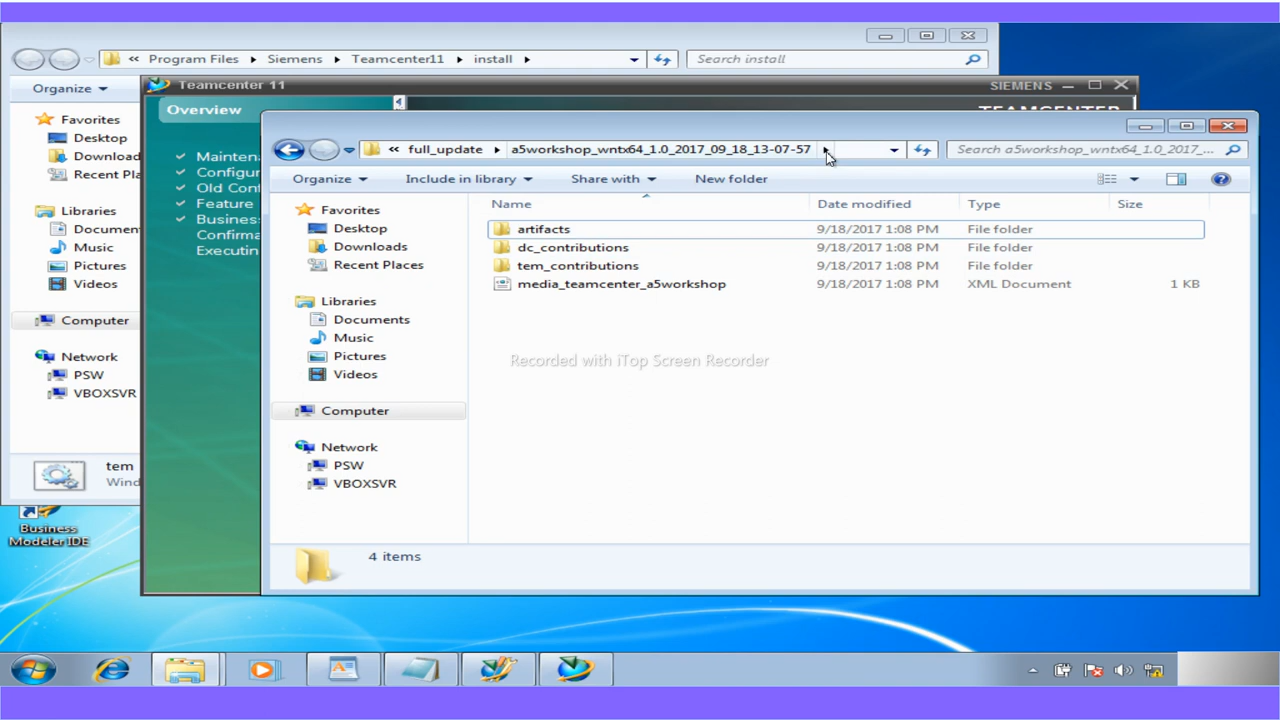 « Program Files ▸ Siemens ▸ Teamcenter11 ▸ install ▸
Search install
Organize
Favorites
Desktop
Download
Recent Pla
Libraries
Documen
Music
Pictures
Videos
Computer
Network
PSW
VBOXSVR
tem
Wind
Teamcenter 11
SIEMENS
TEAMCENTER
Overview
Maintena
Configur
Old Conf
Feature
Business
Confirma
Executin
« full_update ▸ a5workshop_wntx64_1.0_2017_09_18_13-07-57 ▸
Search a5workshop_wntx64_1.0_2017_...
Organize Include in library Share with New folder
Favorites
Desktop
Downloads
Recent Places
Libraries
Documents
Music
Pictures
Videos
Computer
Network
PSW
VBOXSVR
Name Date modified Type Size
artifacts 9/18/2017 1:08 PM File folder
dc_contributions 9/18/2017 1:08 PM File folder
tem_contributions 9/18/2017 1:08 PM File folder
media_teamcenter_a5workshop 9/18/2017 1:08 PM XML Document 1 KB
Recorded with iTop Screen Recorder
4 items
Business
Modeler IDE